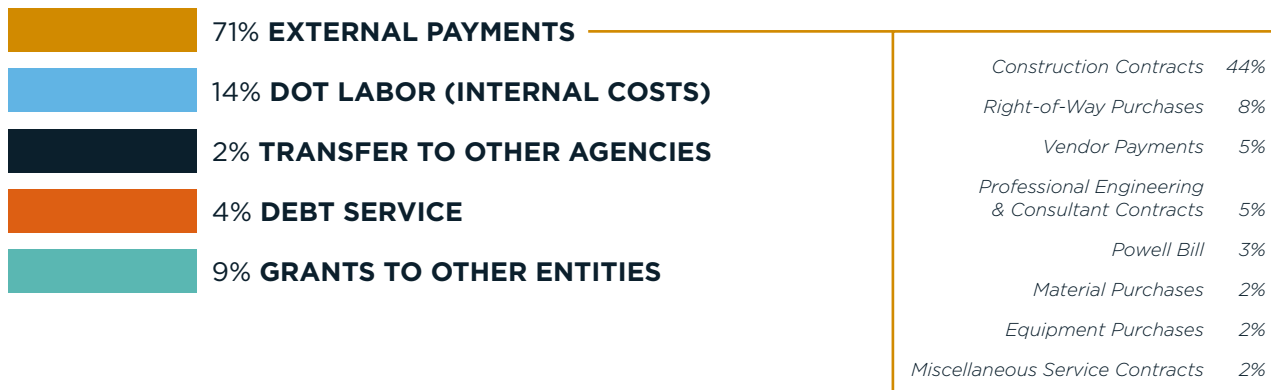 71% EXTERNAL PAYMENTS
14% DOT LABOR (INTERNAL COSTS)
2% TRANSFER TO OTHER AGENCIES
4% DEBT SERVICE
9% GRANTS TO OTHER ENTITIES
Construction Contracts 44%
Right-of-Way Purchases 8%
Vendor Payments 5%
Professional Engineering
& Consultant Contracts 5%
Powell Bill 3%
Material Purchases 2%
Equipment Purchases 2%
Miscellaneous Service Contracts 2%